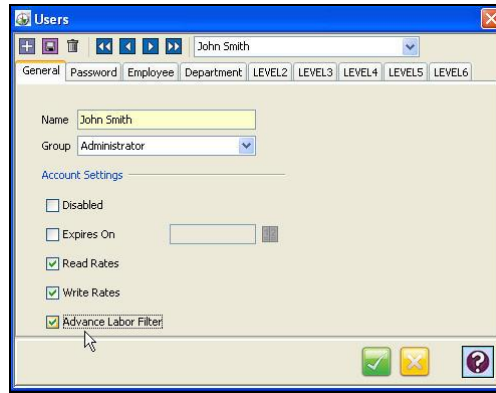 Users
John Smith
General Password Employee Department LEVEL2 LEVEL3 LEVEL4 LEVEL5 LEVEL6
Name John Smith
Group Administrator
Account Settings
Disabled
Expires On
Read Rates
Write Rates
Advance Labor Filter
?